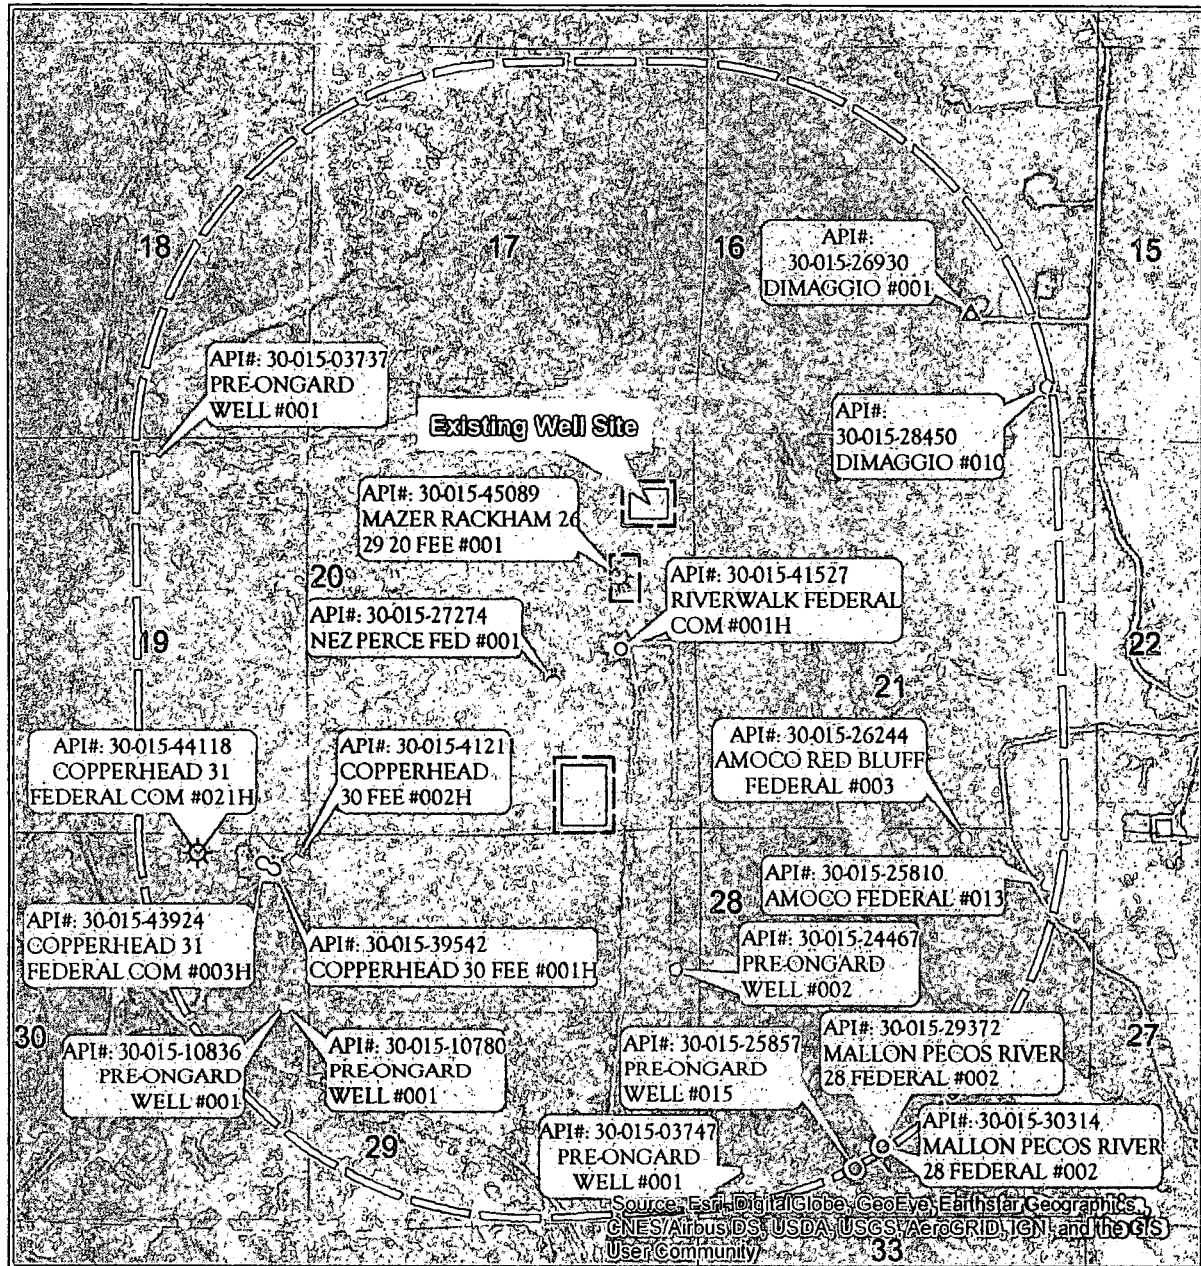 18
17
16
15
API#:
30-015-26930
DIMAGGIO #001
API#: 30-015-03737
PRE-ONGARD
WELL #001
Existing Well Site
API#:
30-015-28450
DIMAGGIO #010
API#: 30-015-45089
MAZER RACKHAM 26
29 20 FEE #001
20
API#: 30-015-41527
RIVERWALK FEDERAL
COM #001H
API#: 30-015-27274
NEZ PERCE FED #001
19
22
21
API#: 30-015-44118
COPPERHEAD 31
FEDERAL COM #021H
API#: 30-015-41211
COPPERHEAD
30 FEE #002H
API#: 30-015-26244
AMOCO RED BLUFF
FEDERAL #003
API#: 30-015-25810
AMOCO FEDERAL #013
28
API#: 30-015-43924
COPPERHEAD 31
FEDERAL COM #003H
API#: 30-015-39542
COPPERHEAD 30 FEE #001H
API#: 30-015-24467
PRE-ONGARD
WELL #002
30
API#: 30-015-10836
PRE-ONGARD
WELL #001
API#: 30-015-10780
PRE-ONGARD
WELL #001
API#: 30-015-25857
PRE-ONGARD
WELL #015
API#: 30-015-29372
MALLON PECOS RIVER
28 FEDERAL #002
27
29
API#: 30-015-03747
PRE-ONGARD
WELL #001
API#: 30-015-30314
MALLON PECOS RIVER
28 FEDERAL #002
Source: Esri, DigitalGlobe, GeoEye, Earthstar Geographics,
CNES/Airbus DS, USDA, USGS, AeroGRID, IGN, and the GIS
User Community
33